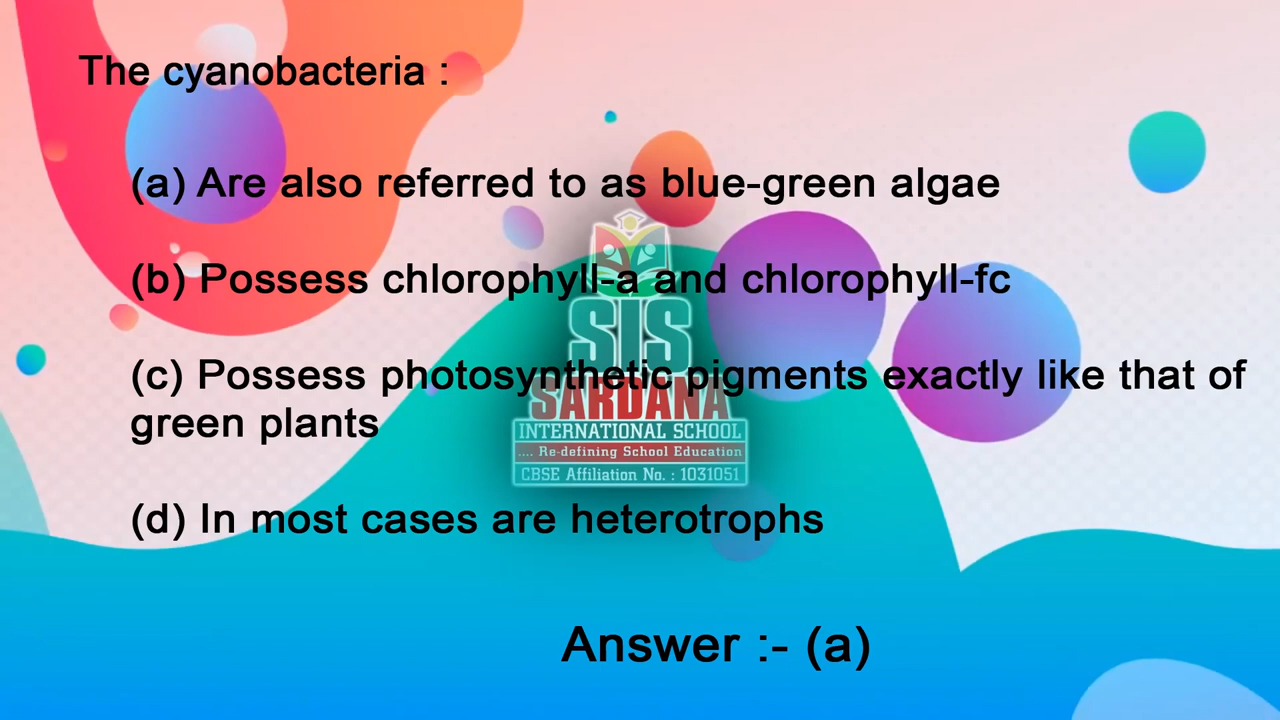 The cyanobacteria :
(a) Are also referred to as blue-green algae
(b) Possess chlorophyll-a and chlorophyll-fc
(c) Possess photosynthetic pigments exactly like that of
green plants
(d) In most cases are heterotrophs
SIS
SARDANA
INTERNATIONAL SCHOOL
.... Re-defining School Education
CBSE Affiliation No. : 1031051
Answer :- (a)